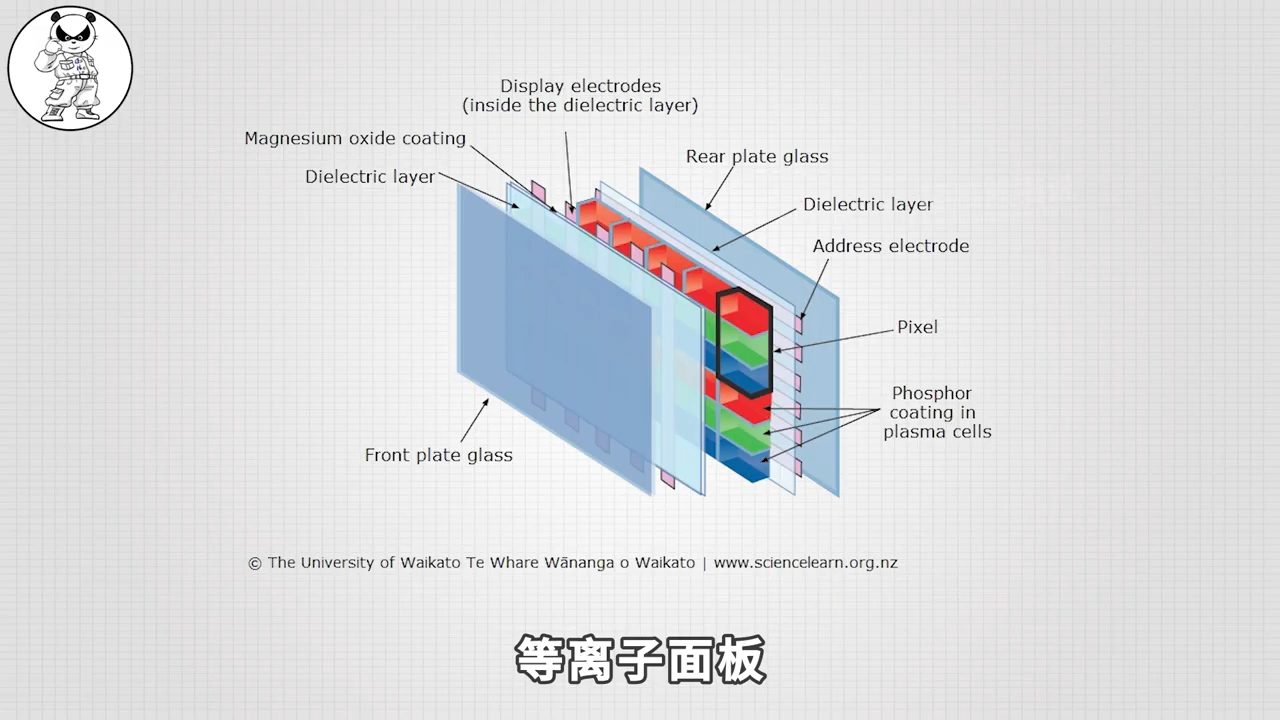 Display electrodes
(inside the dielectric layer)
Magnesium oxide coating
Dielectric layer
Rear plate glass
Dielectric layer
Address electrode
Pixel
Phosphor
coating in
plasma cells
Front plate glass
© The University of Waikato Te Whare Wānanga o Waikato | www.sciencelearn.org.nz
等离子面板